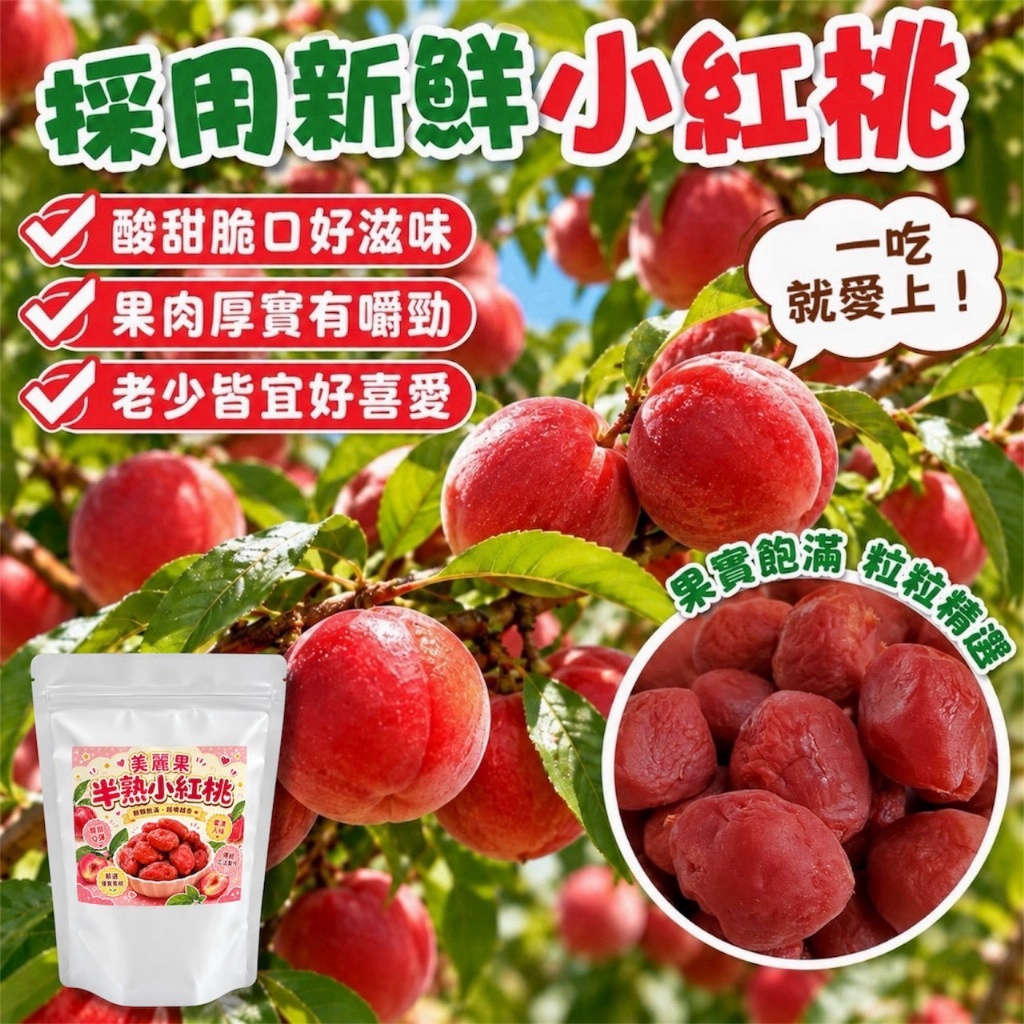 採用新鮮小紅桃
酸甜脆口好滋味
果肉厚實有嚼勁
老少皆宜好喜愛
一吃
就愛上！
果實飽滿 粒粒精選
美麗果
半熟小紅桃